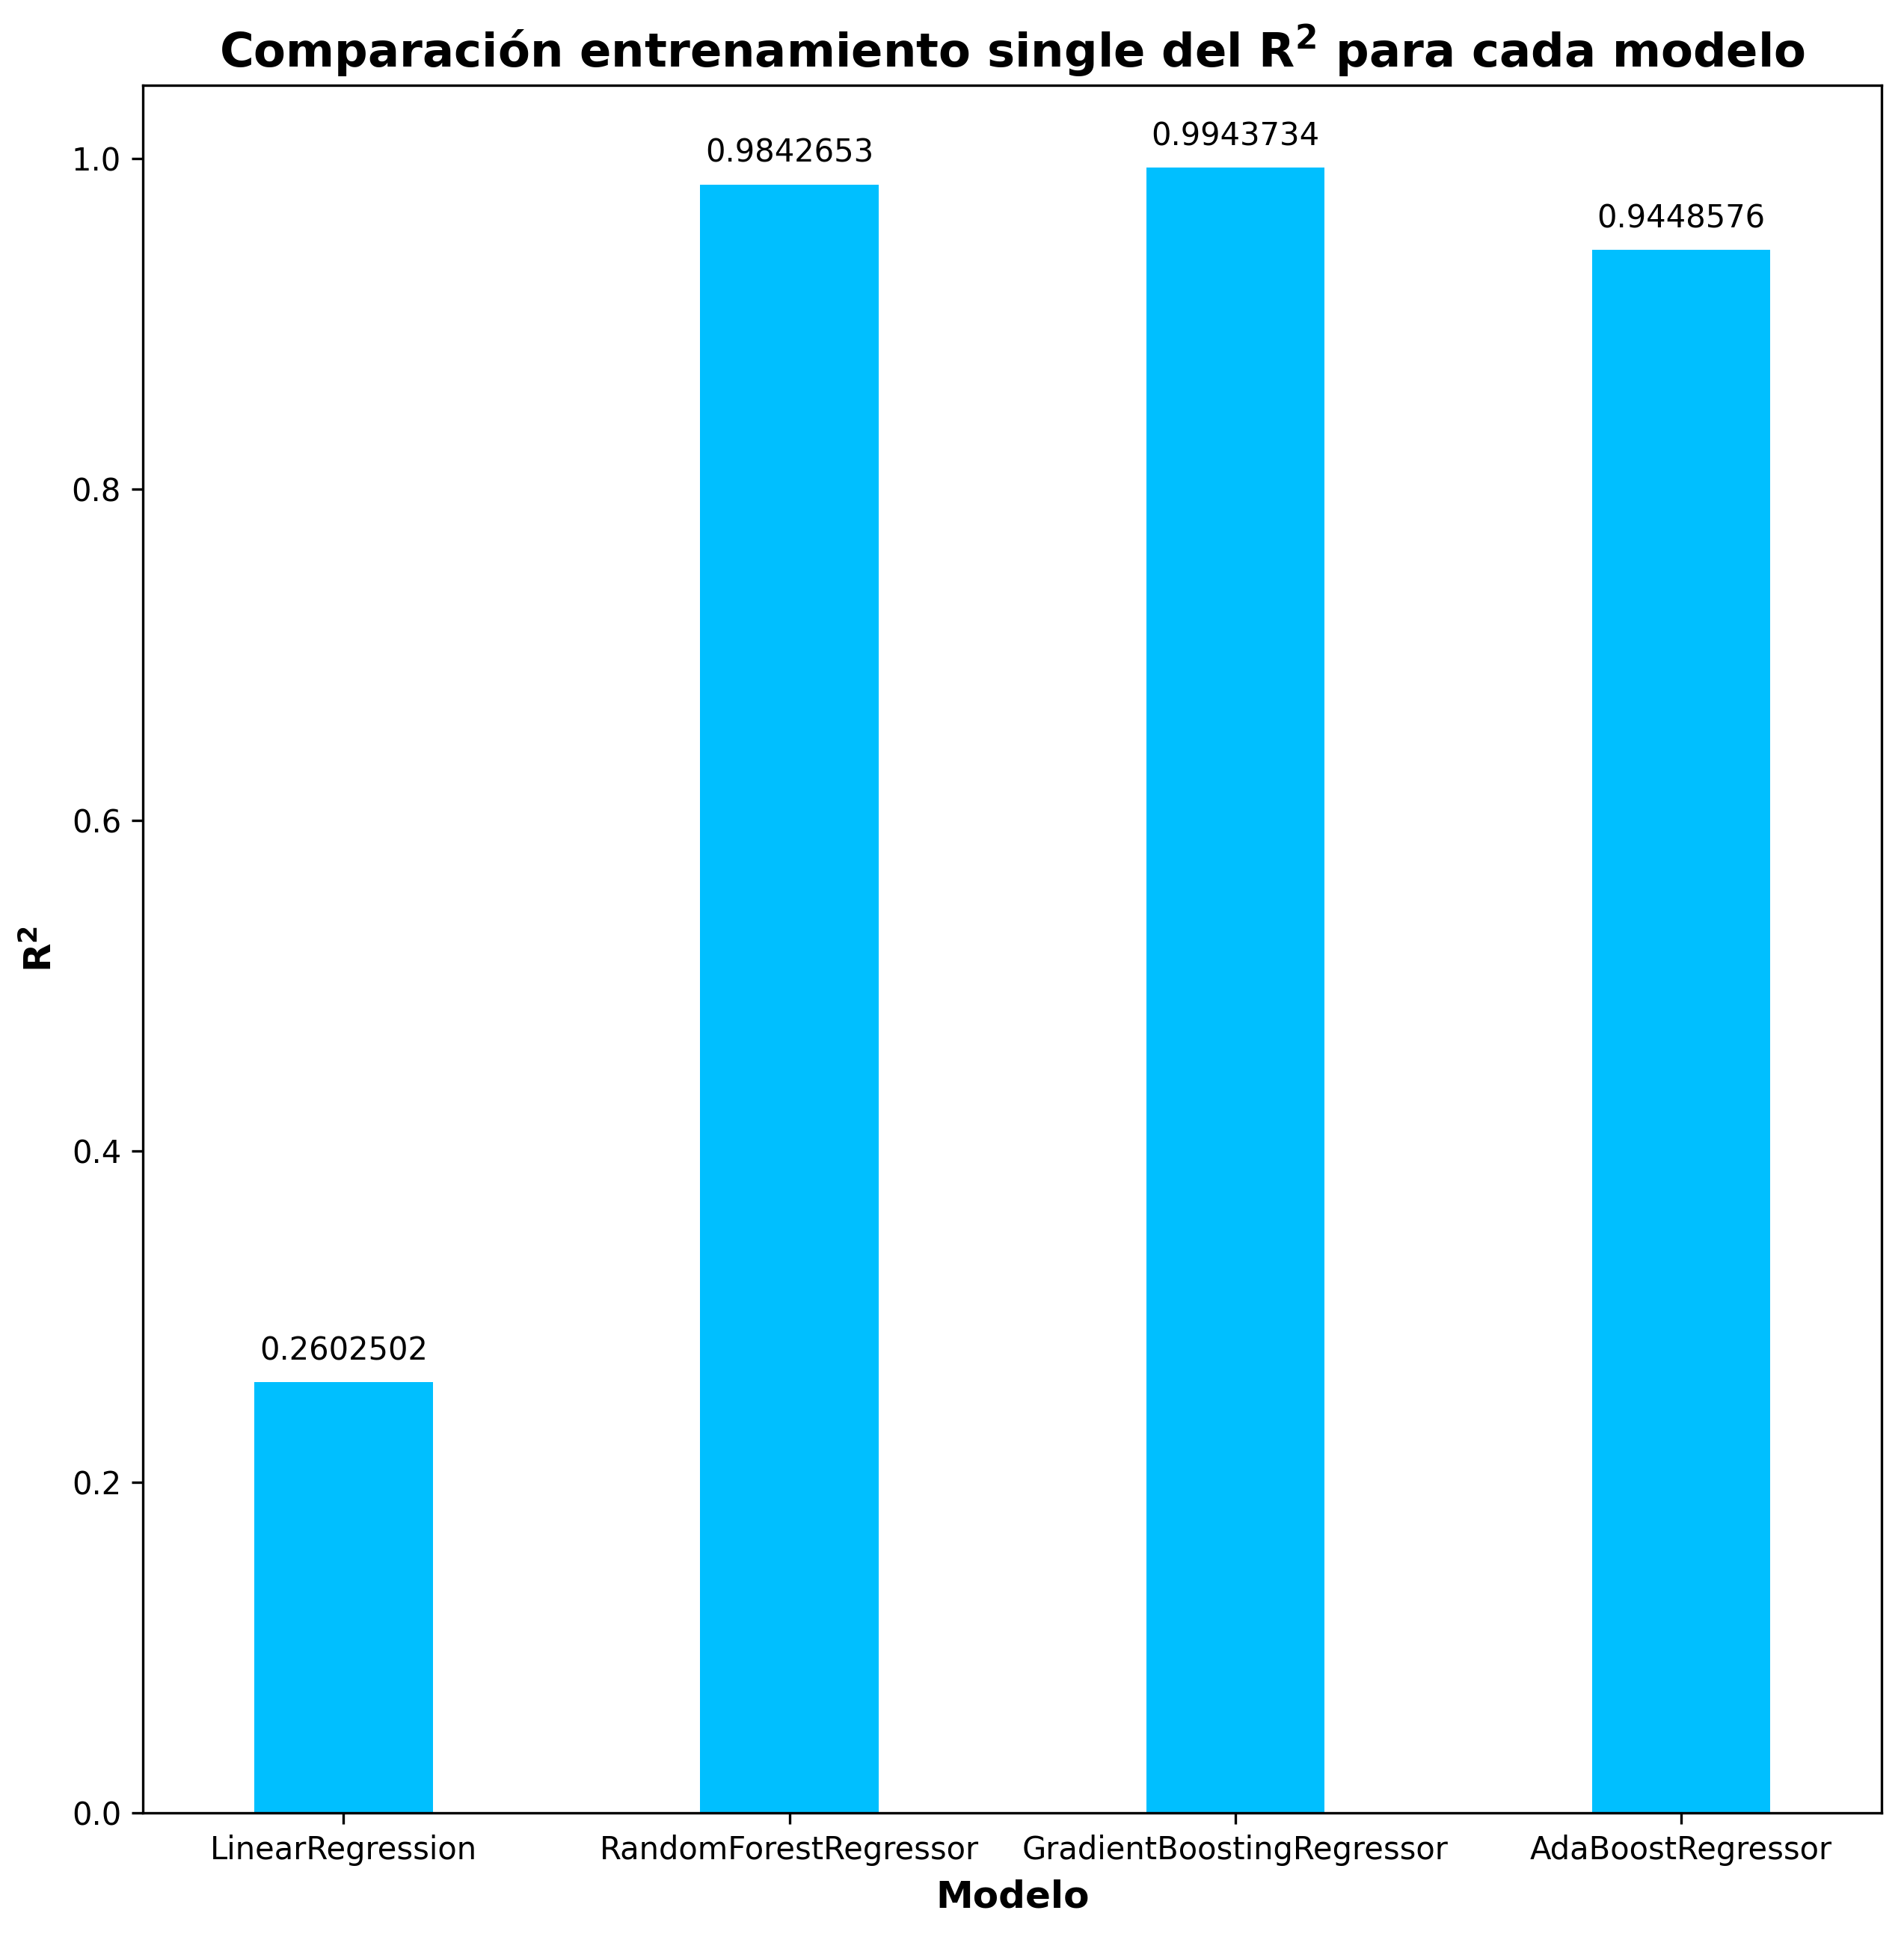 Comparación entrenamiento single del R² para cada modelo
0.9842653
0.9943734
0.9448576
0.2602502
1.0
0.8
0.6
0.4
0.2
0.0
R²
LinearRegression
RandomForestRegressor
GradientBoostingRegressor
AdaBoostRegressor
Modelo